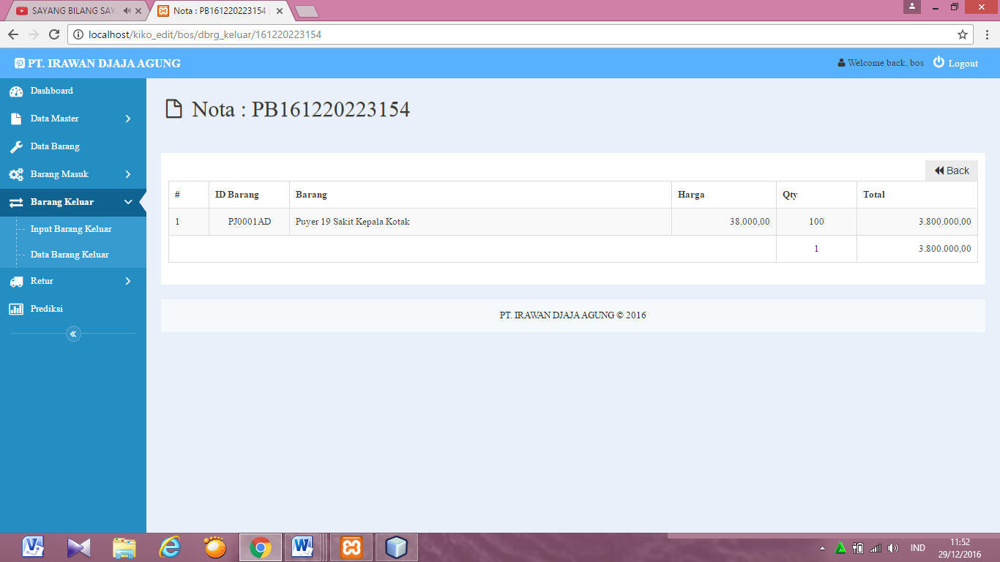 SAYANG BILANG SAY
Nota : PB161220223154
localhost/kiko_edit/bos/dbrg_keluar/161220223154
PT. IRAWAN DJAJA AGUNG
Welcome back, bos
Logout
Dashboard
Data Master
Data Barang
Barang Masuk
Barang Keluar
Input Barang Keluar
Data Barang Keluar
Retur
Prediksi
Nota : PB161220223154
Back
# ID Barang Barang Harga Qty Total
1 PJ0001AD Puyer 19 Sakit Kepala Kotak 38.000,00 100 3.800.000,00
1 3.800.000,00
PT. IRAWAN DJAJA AGUNG © 2016
IND
11:52
29/12/2016